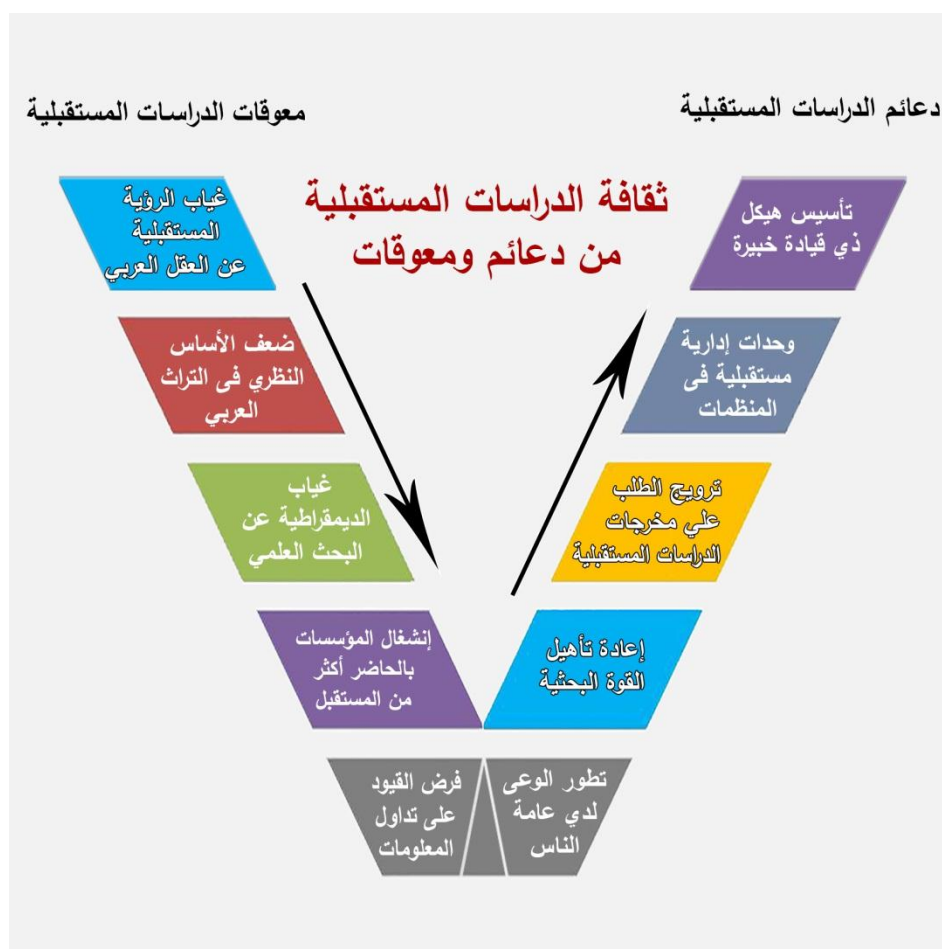 دعائم الدراسات المستقبلية
معوقات الدراسات المستقبلية
ثقافة الدراسات المستقبلية
من دعائم ومعوقات
تأسيس هيكل
ذي قيادة خبيرة
وحدات إدارية
مستقبلية فى
المنظمات
ترويج الطلب
علي مخرجات
الدراسات المستقبلية
إعادة تأهيل
القوة البحثية
تطور الوعى
لدي عامة
الناس
غياب الرؤية
المستقبلية
عن العقل العربي
ضعف الأساس
النظري فى التراث
العربي
غياب
الديمقراطية عن
البحث العلمي
إنشغال المؤسسات
بالحاضر أكثر
من المستقبل
فرض القيود
على تداول
المعلومات